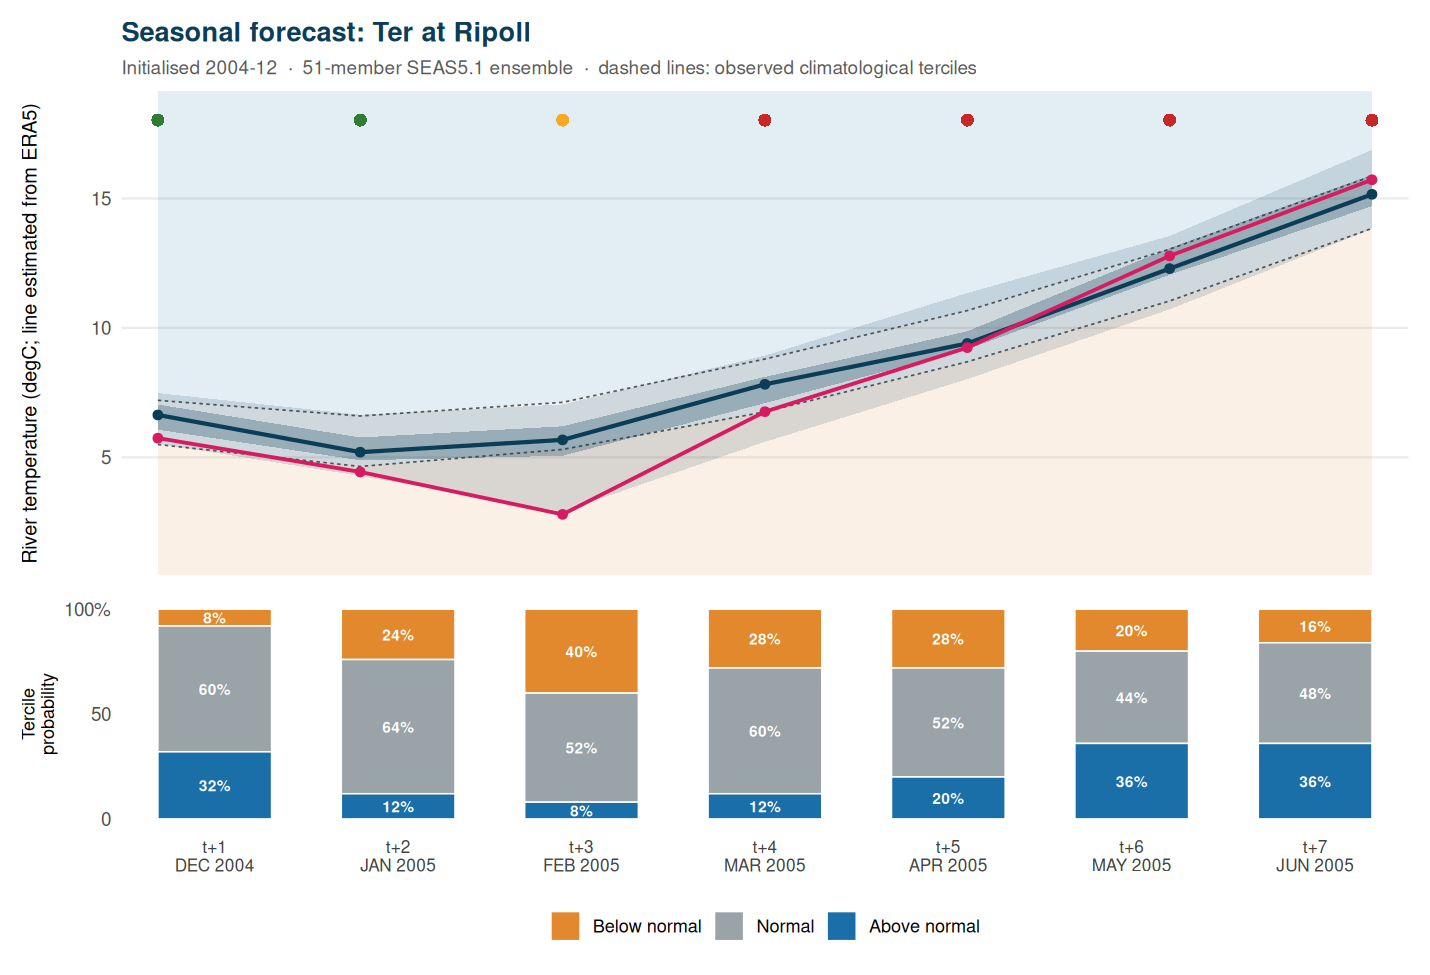 Seasonal forecast: Ter at Ripoll
Initialised 2004-12 · 51-member SEAS5.1 ensemble · dashed lines: observed climatological terciles
River temperature (degC; line estimated from ERA5)
15
10
5
Tercile
probability
100%
50
0
8%
60%
32%
24%
64%
12%
40%
52%
8%
28%
60%
12%
28%
52%
20%
20%
44%
36%
16%
48%
36%
t+1
DEC 2004
t+2
JAN 2005
t+3
FEB 2005
t+4
MAR 2005
t+5
APR 2005
t+6
MAY 2005
t+7
JUN 2005
Below normal
Normal
Above normal